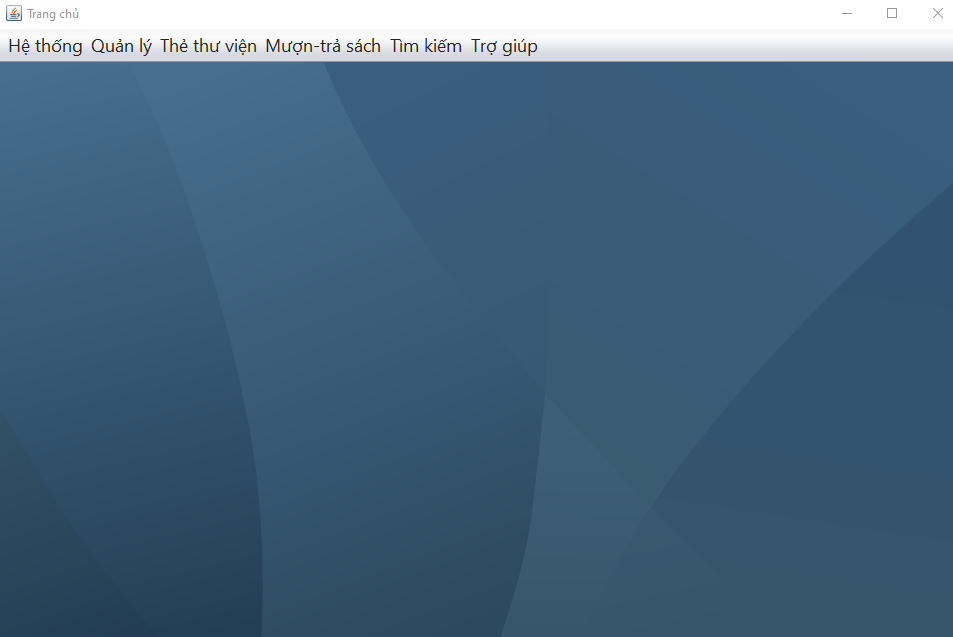 Trang chủ
Hệ thống Quản lý Thẻ thư viện Mượn-trả sách Tìm kiếm Trợ giúp